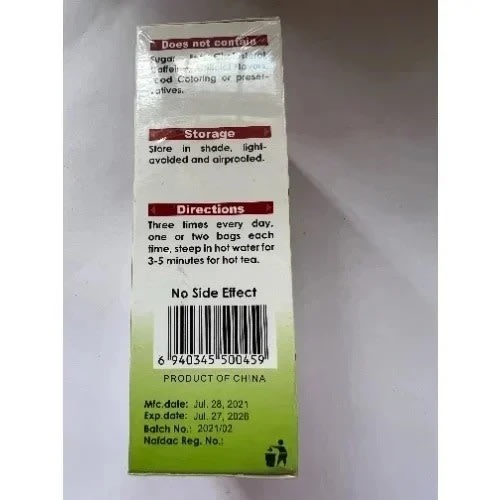 Does not contain
Sugar, Cholesterol
Caffeine, Artificial flavors,
Food Coloring or preser-
vatives.
Storage
Store in shade, light-
avoided and airproofed.
Directions
Three times every day,
one or two bags each
time, steep in hot water for
3-5 minutes for hot tea.
No Side Effect
6 940345 500459
PRODUCT OF CHINA
Mfc.date: Jul. 28, 2021
Exp.date: Jul. 27, 2026
Batch No.: 2021/02
Nafdac Reg. No.: